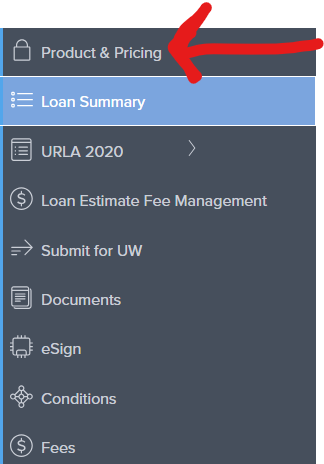 Product & Pricing
Loan Summary
URLA 2020
Loan Estimate Fee Management
Submit for UW
Documents
eSign
Conditions
Fees